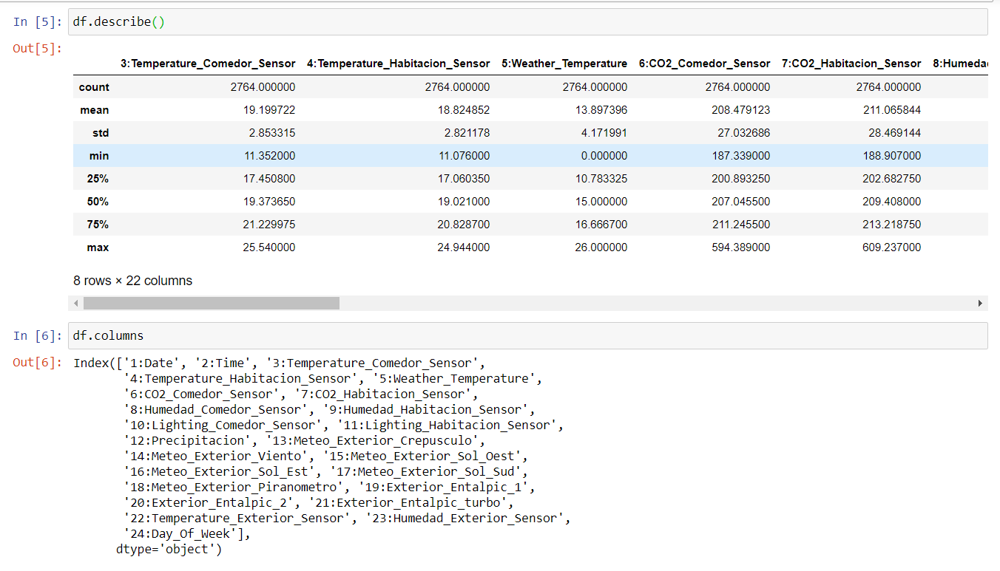 In [5]: df.describe()
Out[5]:
3:Temperature_Comedor_Sensor 4:Temperature_Habitacion_Sensor 5:Weather_Temperature 6:CO2_Comedor_Sensor 7:CO2_Habitacion_Sensor 8:Humeda
count 2764.000000 2764.000000 2764.000000 2764.000000 2764.000000
mean 19.199722 18.824852 13.897396 208.479123 211.065844
std 2.853315 2.821178 4.171991 27.032686 28.469144
min 11.352000 11.076000 0.000000 187.339000 188.907000
25% 17.450800 17.060350 10.783325 200.893250 202.682750
50% 19.373650 19.021000 15.000000 207.045500 209.408000
75% 21.229975 20.828700 16.666700 211.245500 213.218750
max 25.540000 24.944000 26.000000 594.389000 609.237000
8 rows × 22 columns
In [6]: df.columns
Out[6]: Index(['1:Date', '2:Time', '3:Temperature_Comedor_Sensor',
'4:Temperature_Habitacion_Sensor', '5:Weather_Temperature',
'6:CO2_Comedor_Sensor', '7:CO2_Habitacion_Sensor',
'8:Humedad_Comedor_Sensor', '9:Humedad_Habitacion_Sensor',
'10:Lighting_Comedor_Sensor', '11:Lighting_Habitacion_Sensor',
'12:Precipitacion', '13:Meteo_Exterior_Crepusculo',
'14:Meteo_Exterior_Viento', '15:Meteo_Exterior_Sol_Oest',
'16:Meteo_Exterior_Sol_Est', '17:Meteo_Exterior_Sol_Sud',
'18:Meteo_Exterior_Piranometro', '19:Exterior_Entalpic_1',
'20:Exterior_Entalpic_2', '21:Exterior_Entalpic_turbo',
'22:Temperature_Exterior_Sensor', '23:Humedad_Exterior_Sensor',
'24:Day_Of_Week'],
dtype='object')